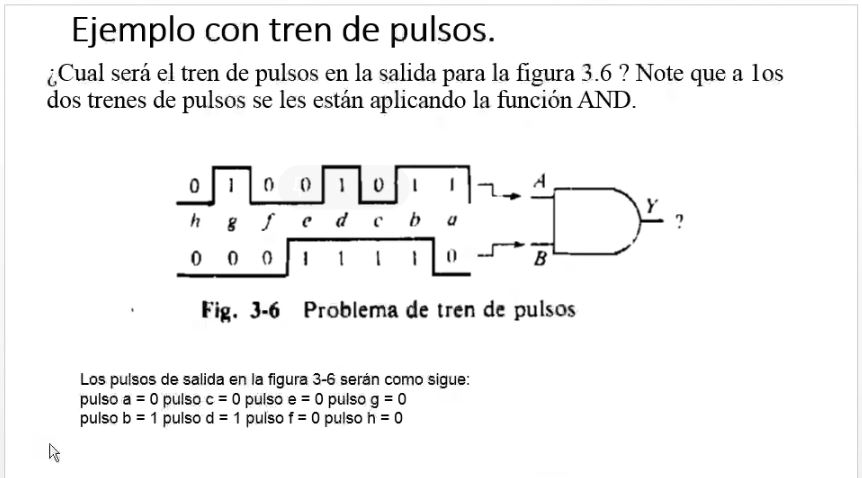 Ejemplo con tren de pulsos.
¿Cual será el tren de pulsos en la salida para la figura 3.6 ? Note que a 1os
dos trenes de pulsos se les están aplicando la función AND.
0 1 0 0 1 0 1 1 A
h g f e d c b a Y ?
0 0 0 1 1 1 1 0 B
Fig. 3-6 Problema de tren de pulsos
Los pulsos de salida en la figura 3-6 serán como sigue:
pulso a = 0 pulso c = 0 pulso e = 0 pulso g = 0
pulso b = 1 pulso d = 1 pulso f = 0 pulso h = 0